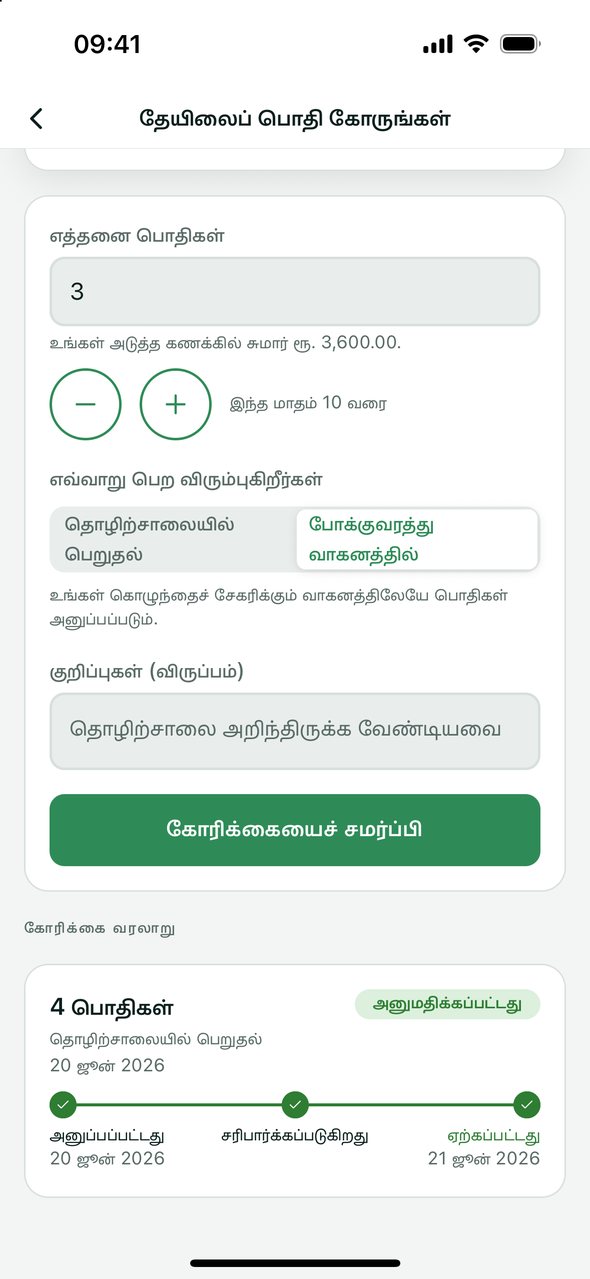 09:41
தேயிலைப் பொதி கோருங்கள்
எத்தனை பொதிகள்
3
உங்கள் அடுத்த கணக்கில் சுமார் ரூ. 3,600.00.
இந்த மாதம் 10 வரை
எவ்வாறு பெற விரும்புகிறீர்கள்
தொழிற்சாலையில்
பெறுதல்
போக்குவரத்து
வாகனத்தில்
உங்கள் கொழுந்தைச் சேகரிக்கும் வாகனத்திலேயே பொதிகள்
அனுப்பப்படும்.
குறிப்புகள் (விருப்பம்)
தொழிற்சாலை அறிந்திருக்க வேண்டியவை
கோரிக்கையைச் சமர்ப்பி
கோரிக்கை வரலாறு
4 பொதிகள்
அனுமதிக்கப்பட்டது
தொழிற்சாலையில் பெறுதல்
20 ஜூன் 2026
அனுப்பப்பட்டது
சரிபார்க்கப்படுகிறது
ஏற்கப்பட்டது
20 ஜூன் 2026
21 ஜூன் 2026